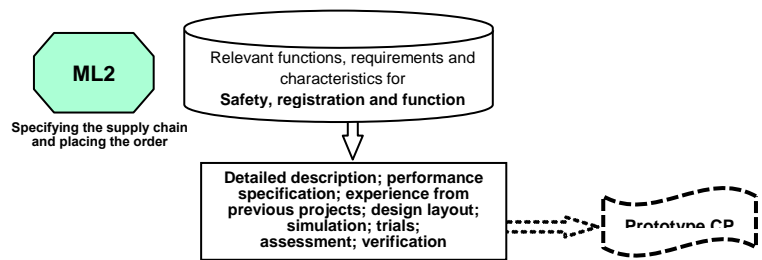 ML2
Specifying the supply chain
and placing the order
Relevant functions, requirements and
characteristics for
Safety, registration and function
Detailed description; performance
specification; experience from
previous projects; design layout;
simulation; trials;
assessment; verification
Prototype CP